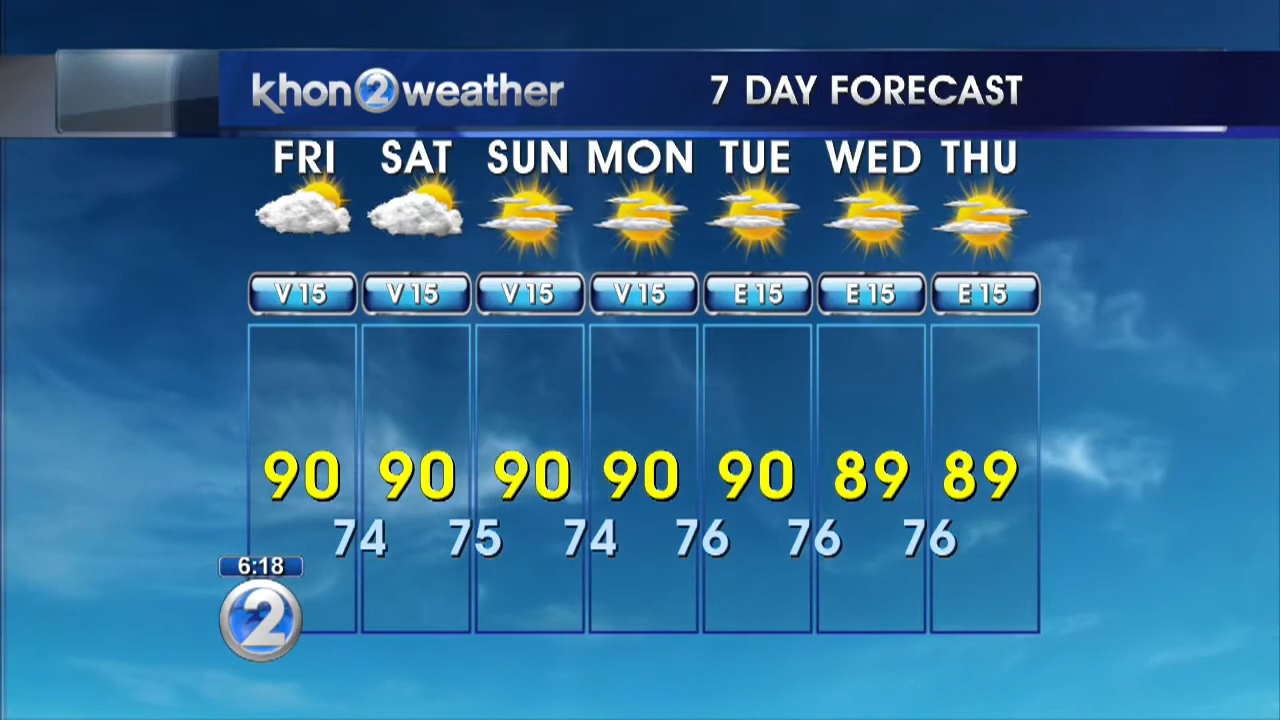 khon2weather 7 DAY FORECAST
FRI SAT SUN MON TUE WED THU
V 15 V 15 V 15 V 15 E 15 E 15 E 15
90 90 90 90 90 89 89
74 75 74 76 76 76
6:18
2